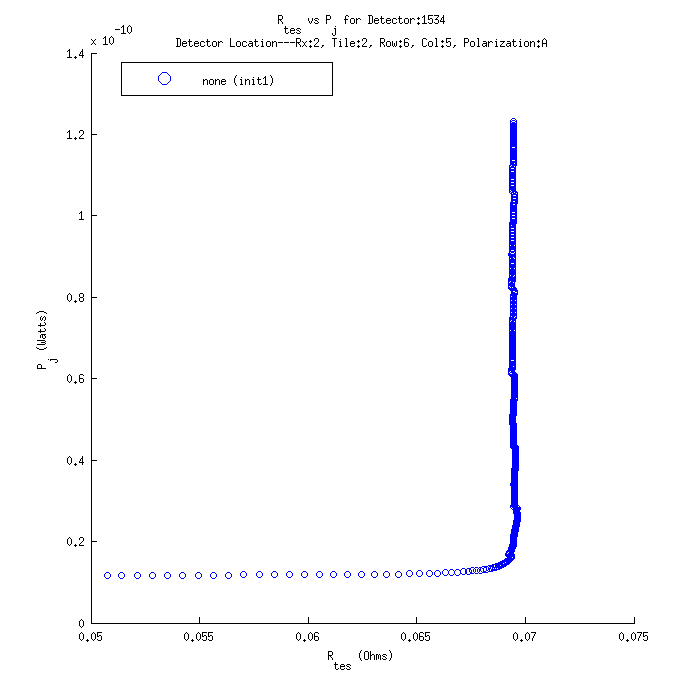 R_tes vs P_j for Detector:1534
Detector Location---Rx:2, Tile:2, Row:6, Col:5, Polarization:A
x 10^-10
none (init1)
1.4
1.2
1
0.8
0.6
0.4
0.2
0
P_j (Watts)
0.05 0.055 0.06 0.065 0.07 0.075
R_tes (Ohms)